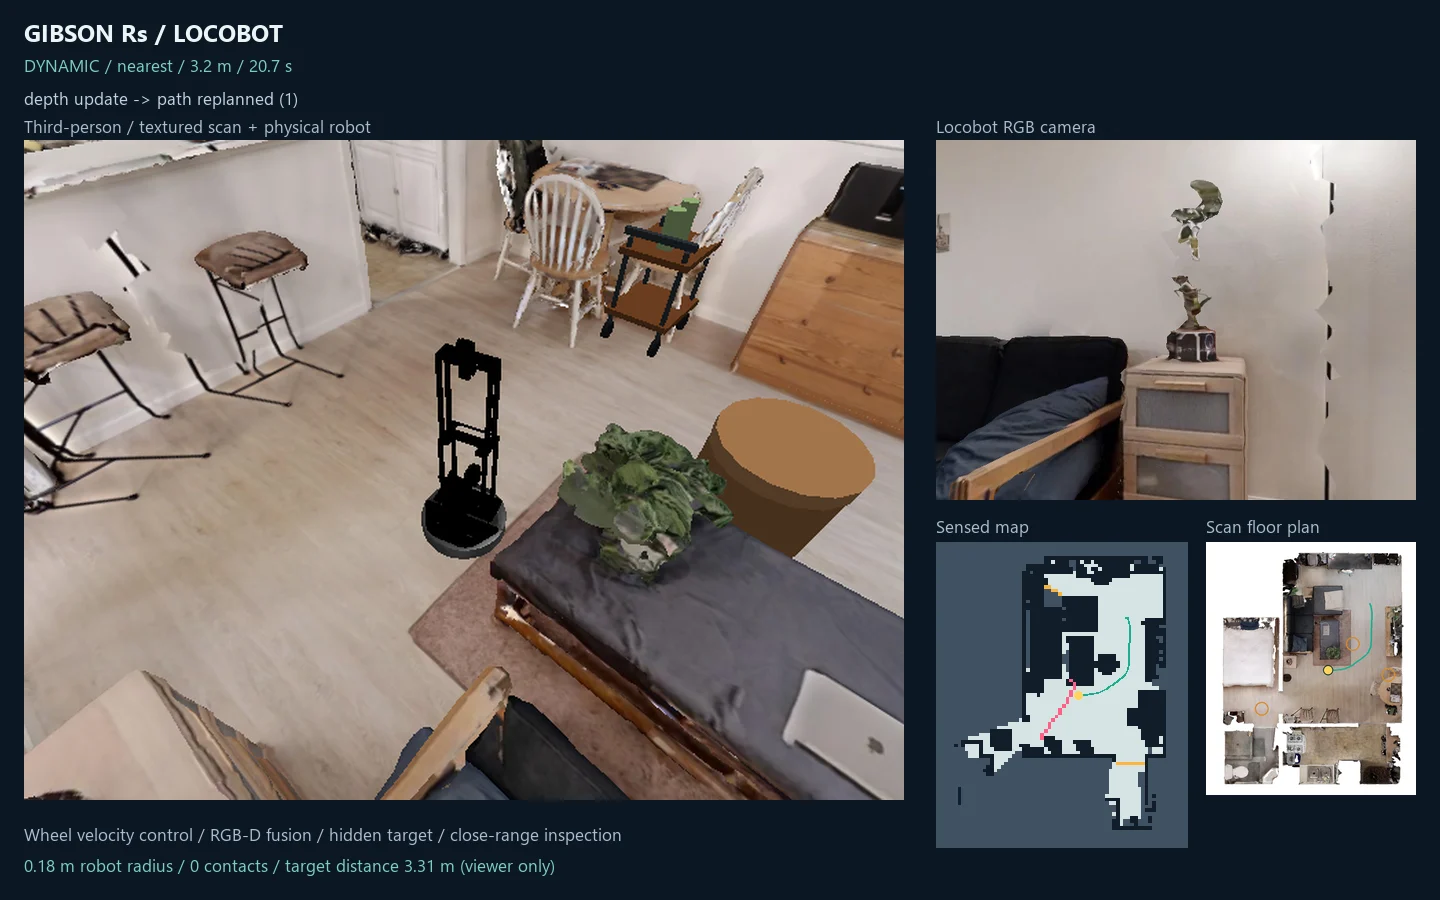 GIBSON Rs / LOCOBOT
DYNAMIC / nearest / 3.2 m / 20.7 s
depth update -> path replanned (1)
Third-person / textured scan + physical robot
Locobot RGB camera
Sensed map
Scan floor plan
Wheel velocity control / RGB-D fusion / hidden target / close-range inspection
0.18 m robot radius / 0 contacts / target distance 3.31 m (viewer only)